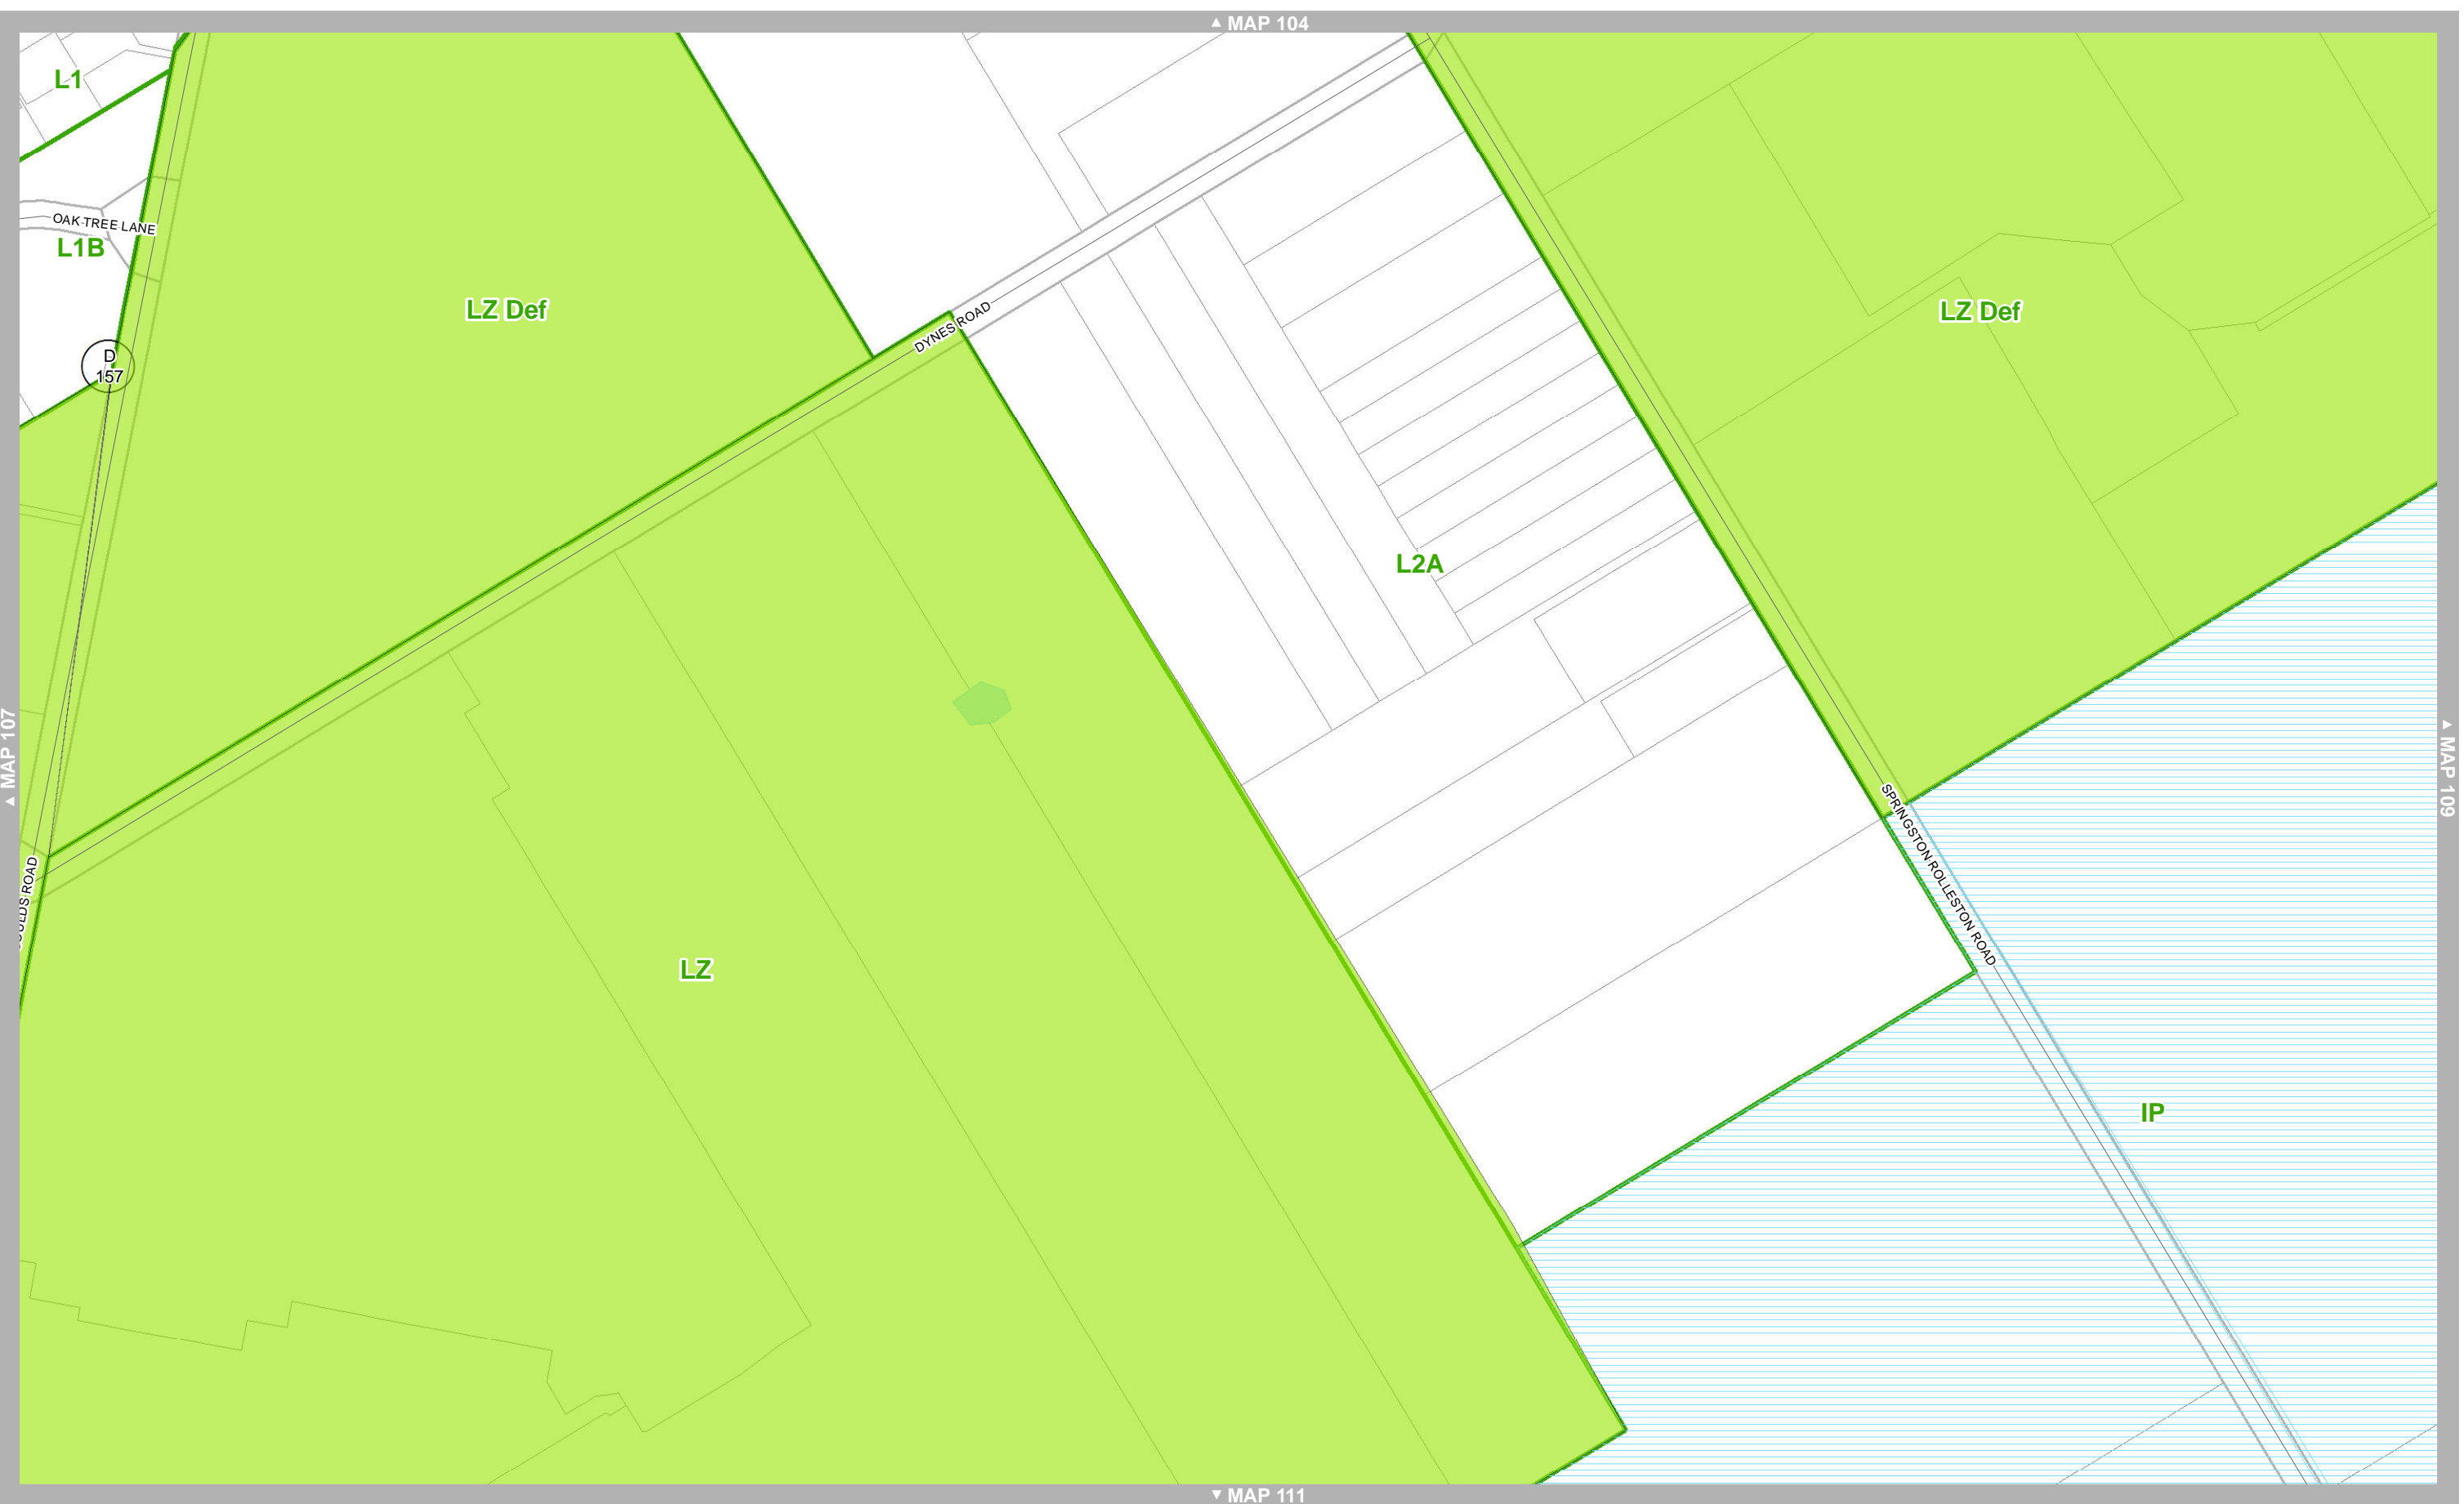 ▲ MAP 104
L1
OAK TREE LANE
L1B
LZ Def
DYNES ROAD
LZ Def
D
157
L2A
▲ MAP 107
▲ MAP 109
SPRINGSTON ROLLESTON ROAD
ROAD
LZ
IP
▼ MAP 111